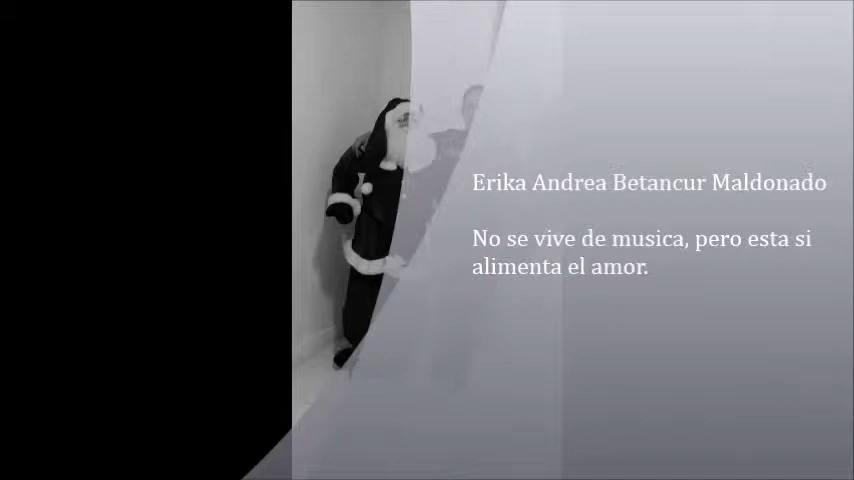 Erika Andrea Betancur Maldonado
No se vive de musica, pero esta si
alimenta el amor.